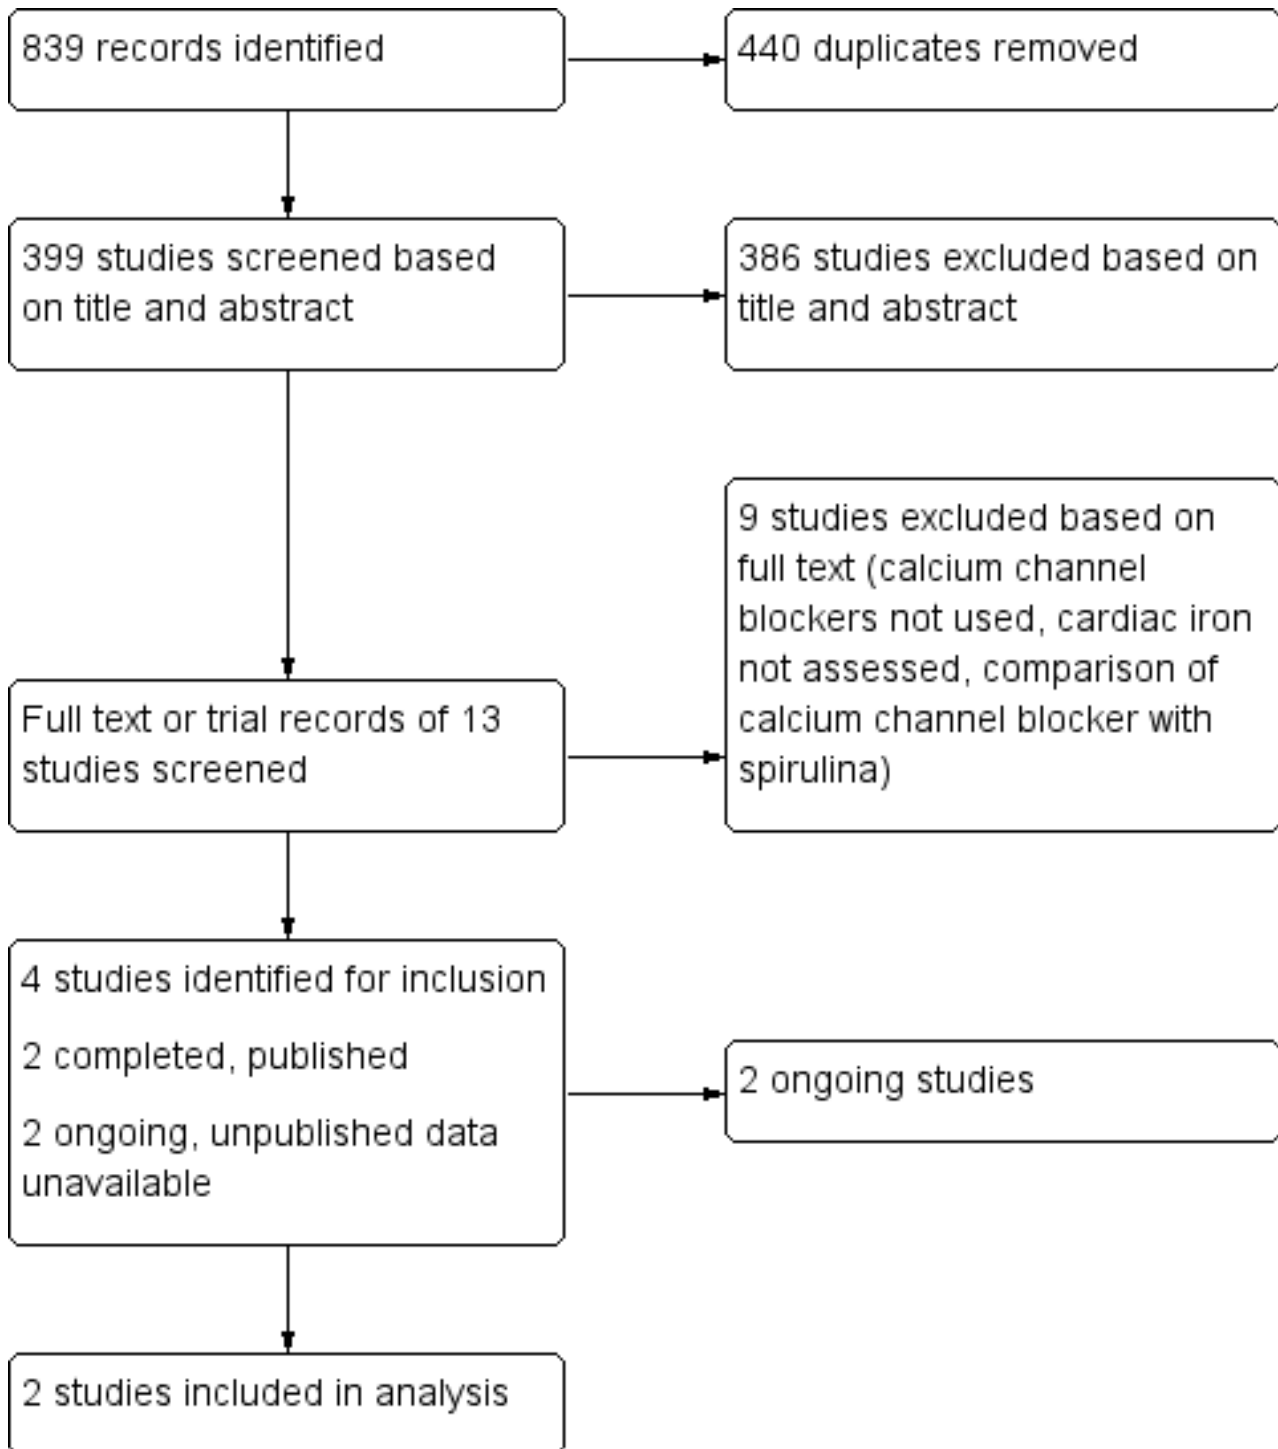 839 records identified
440 duplicates removed
399 studies screened based
on title and abstract
386 studies excluded based on
title and abstract
9 studies excluded based on
full text (calcium channel
blockers not used, cardiac iron
not assessed, comparison of
calcium channel blocker with
spirulina)
Full text or trial records of 13
studies screened
4 studies identified for inclusion
2 completed, published
2 ongoing, unpublished data
unavailable
2 ongoing studies
2 studies included in analysis